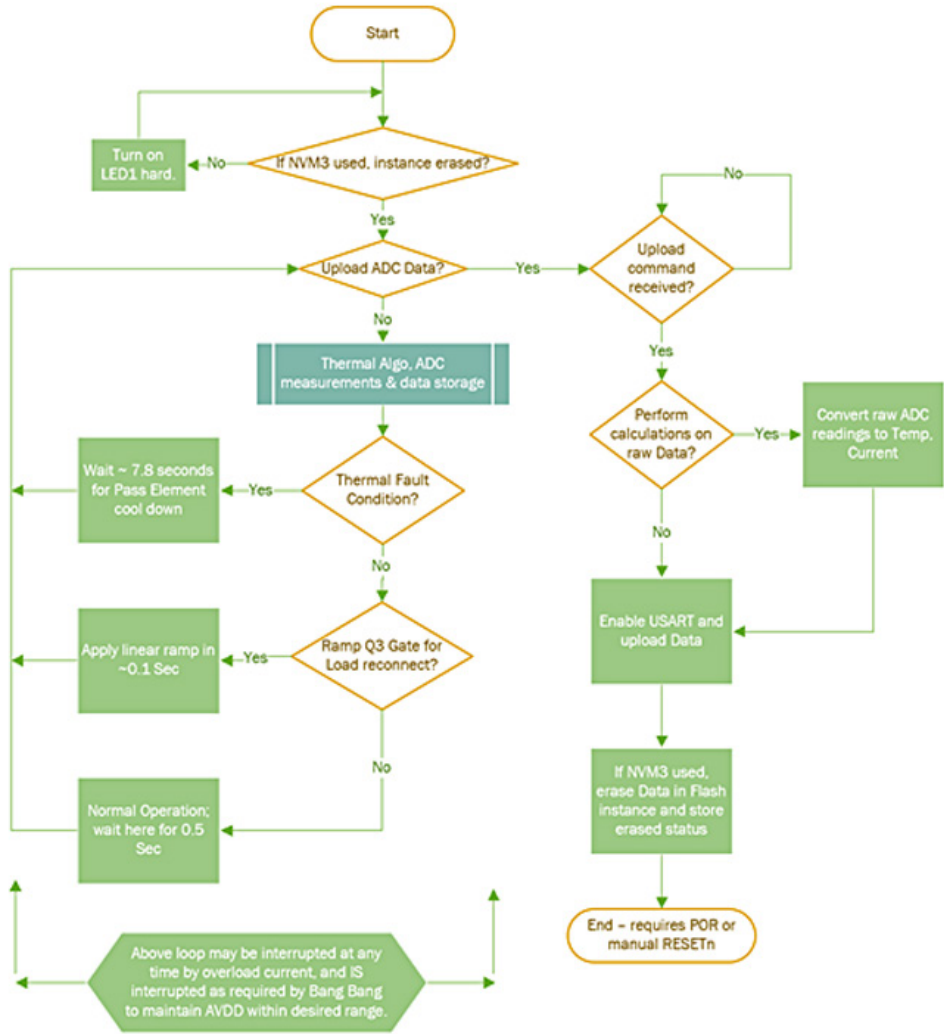 Start
Turn on
LED1 hard.
No
If NVM3 used, instance erased?
Yes
No
Upload ADC Data?
Yes
Upload
command
received?
No
Yes
Thermal Algo, ADC
measurements & data storage
Perform
calculations on
raw Data?
Yes
Convert raw ADC
readings to Temp,
Current
Wait ~ 7.8 seconds
for Pass Element
cool down
Yes
Thermal Fault
Condition?
No
No
Enable USART and
upload Data
Apply linear ramp in
~0.1 Sec
Yes
Ramp Q3 Gate for
Load reconnect?
No
If NVM3 used,
erase Data in Flash
instance and store
erased status
Normal Operation;
wait here for 0.5
Sec
End – requires POR or
manual RESETn
Above loop may be interrupted at any
time by overload current, and IS
interrupted as required by Bang Bang
to maintain AVDD within desired range.